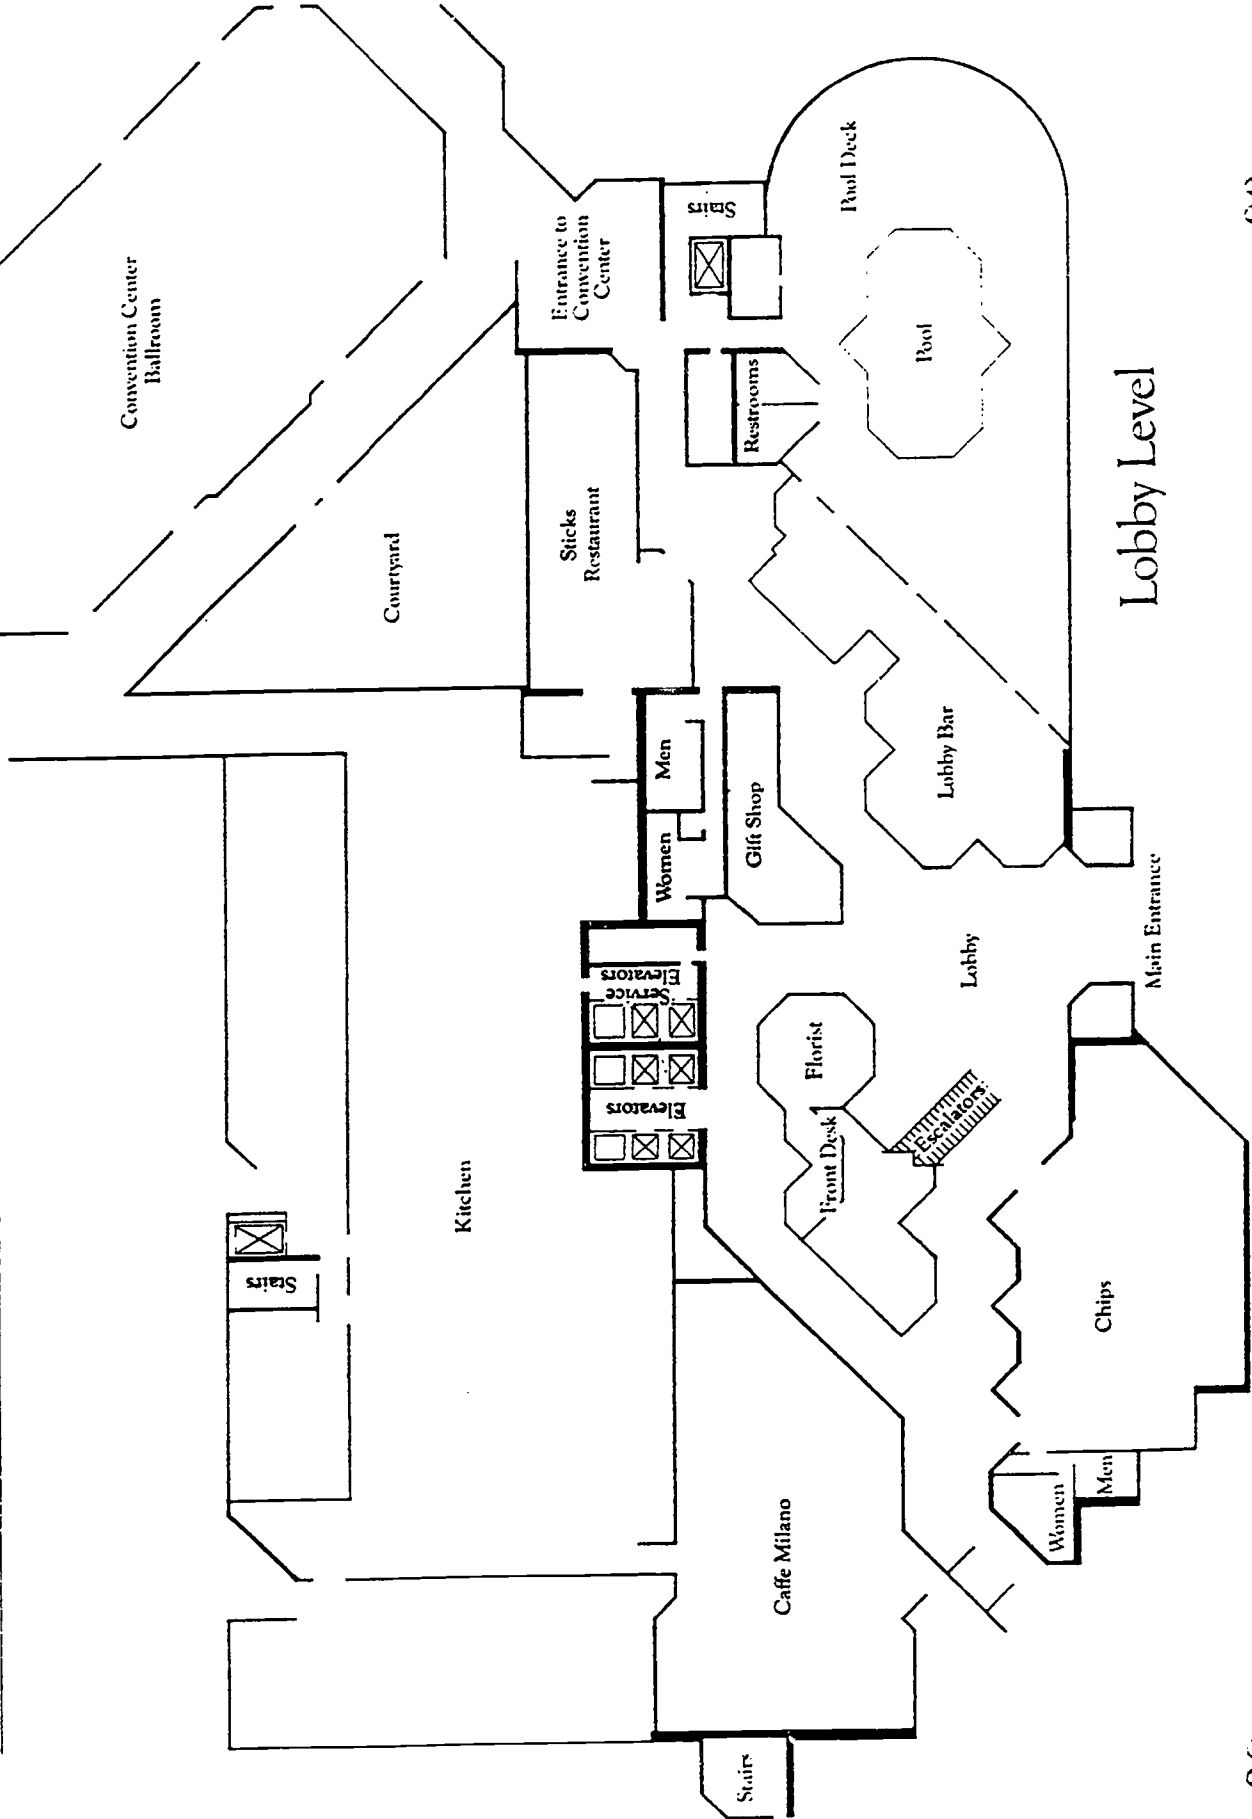 Convention Center
Ballroom
Courtyard
Entrance to
Convention
Center
Sticks
Restaurant
Stairs
Pool Deck
Restrooms
Pool
Kitchen
Stairs
Women
Men
Gift Shop
Service
Elevators
Elevators
Lobby Bar
Florist
Front Desk
Escalators
Lobby
Main Entrance
Caffe Milano
Chips
Women
Men
Stairs
Lobby Level